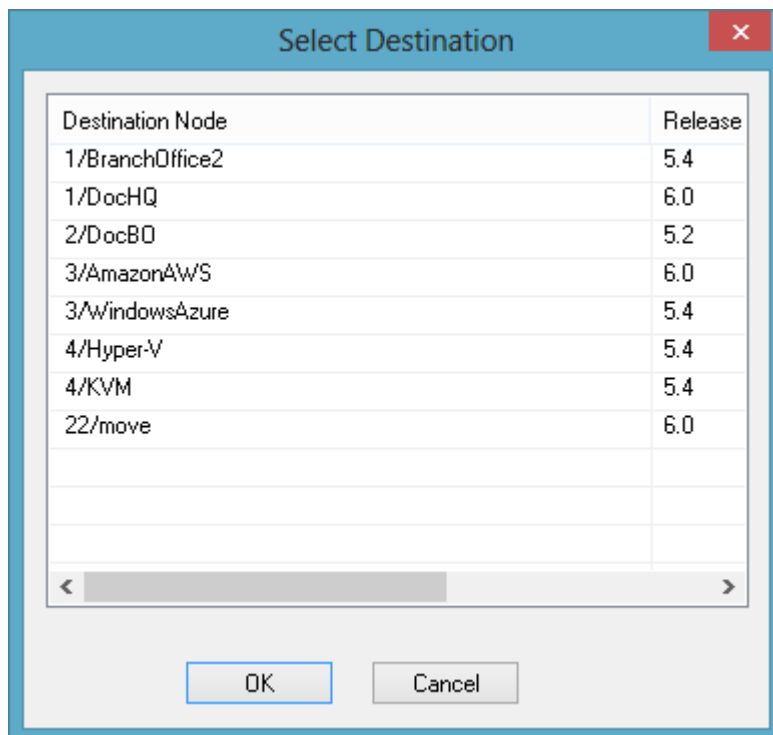 Select Destination
Destination Node Release
1/BranchOffice2 5.4
1/DocHQ 6.0
2/DocBO 5.2
3/AmazonAWS 6.0
3/WindowsAzure 5.4
4/Hyper-V 5.4
4/KVM 5.4
22/move 6.0
OK Cancel